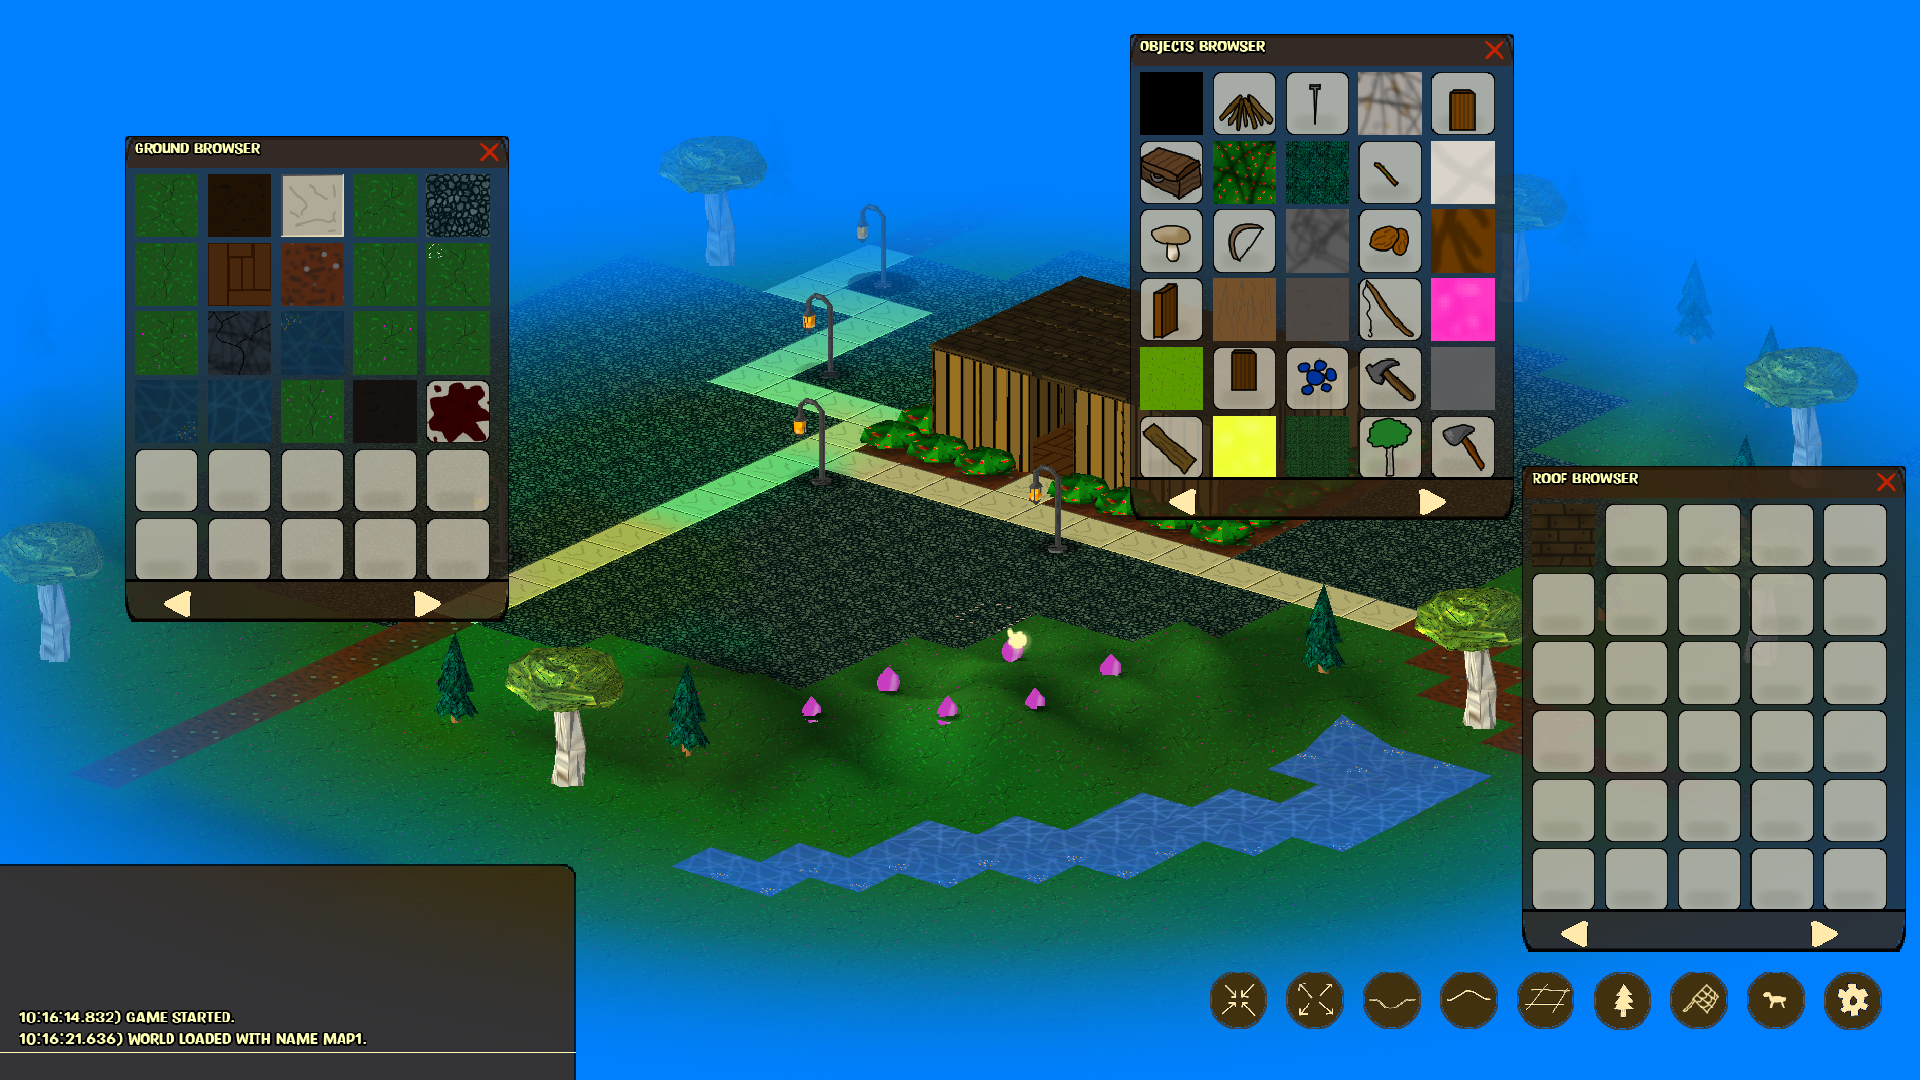 OBJECTS BROWSER
GROUND BROWSER
ROOF BROWSER
10:16:14.832) GAME STARTED.
10:16:21.636) WORLD LOADED WITH NAME MAP1.